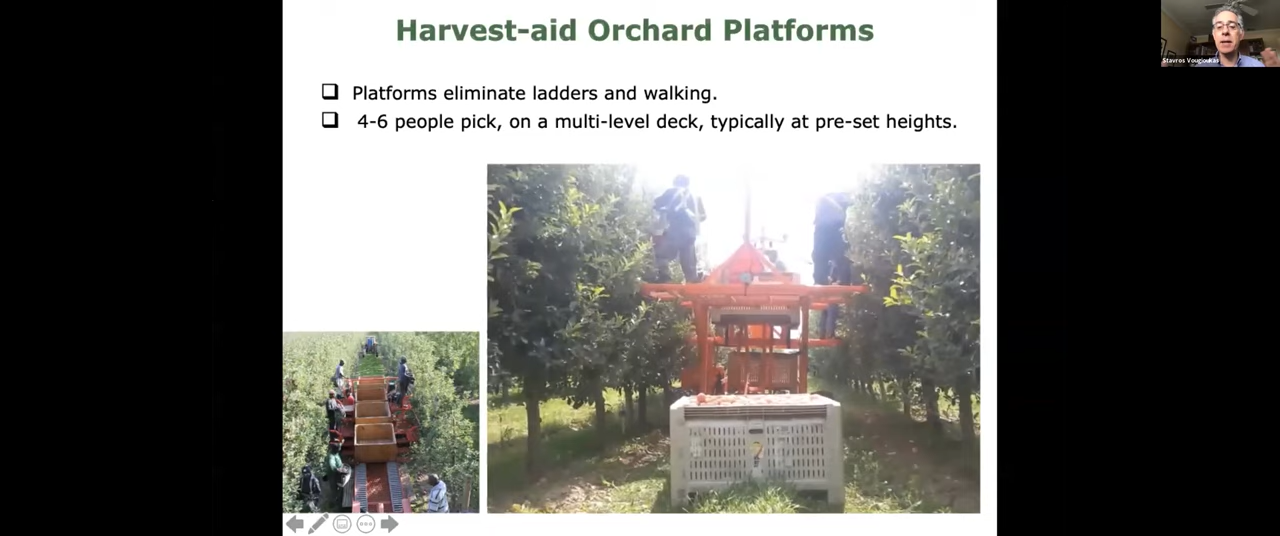 Harvest-aid Orchard Platforms
Platforms eliminate ladders and walking.
4-6 people pick, on a multi-level deck, typically at pre-set heights.
Stavros Vougioukas